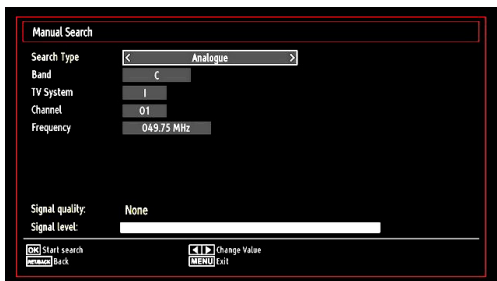 Manual Search
Search Type < Analogue >
Band C
TV System I
Channel 01
Frequency 049.75 MHz
Signal quality: None
Signal level:
OK Start search ◄ ► Change Value
RETURN/BACK Back MENU Exit